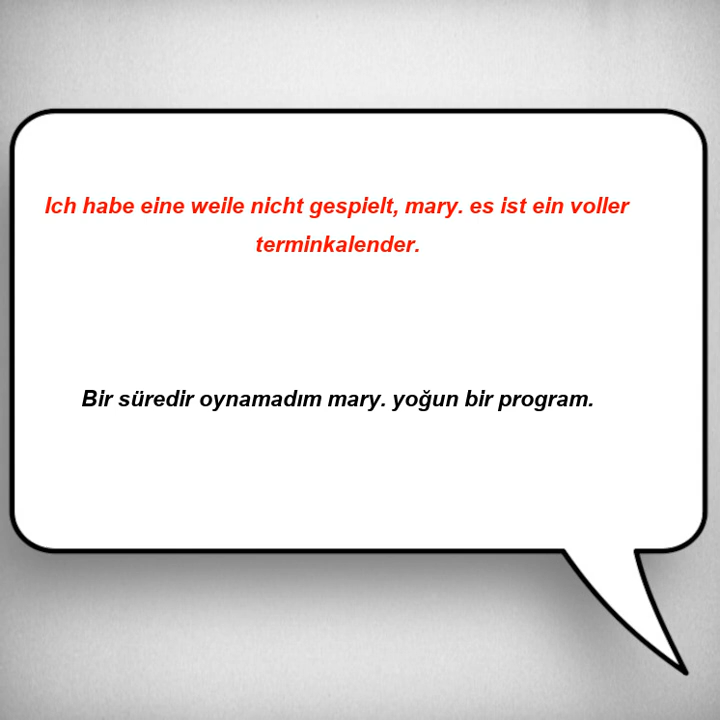 Ich habe eine weile nicht gespielt, mary. es ist ein voller
terminkalender.
Bir süredir oynamadım mary. yoğun bir program.